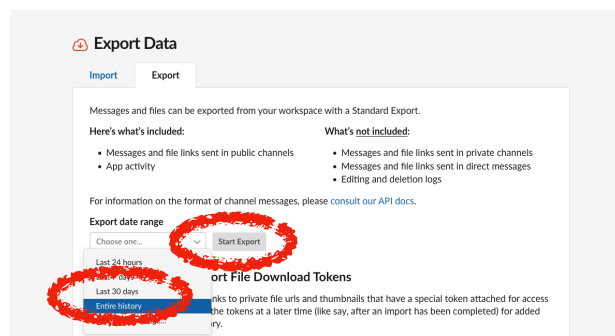 Export Data
Import Export
Messages and files can be exported from your workspace with a Standard Export.
Here's what's included: What's not included:
• Messages and file links sent in public channels • Messages and file links sent in private channels
• App activity • Messages and file links sent in direct messages
• Editing and deletion logs
For information on the format of channel messages, please consult our API docs.
Export date range
Choose one... Start Export
Last 24 hours
ort File Download Tokens
Last 30 days
nks to private file urls and thumbnails that have a special token attached for access
Entire history
the tokens at a later time (like say, after an import has been completed) for added